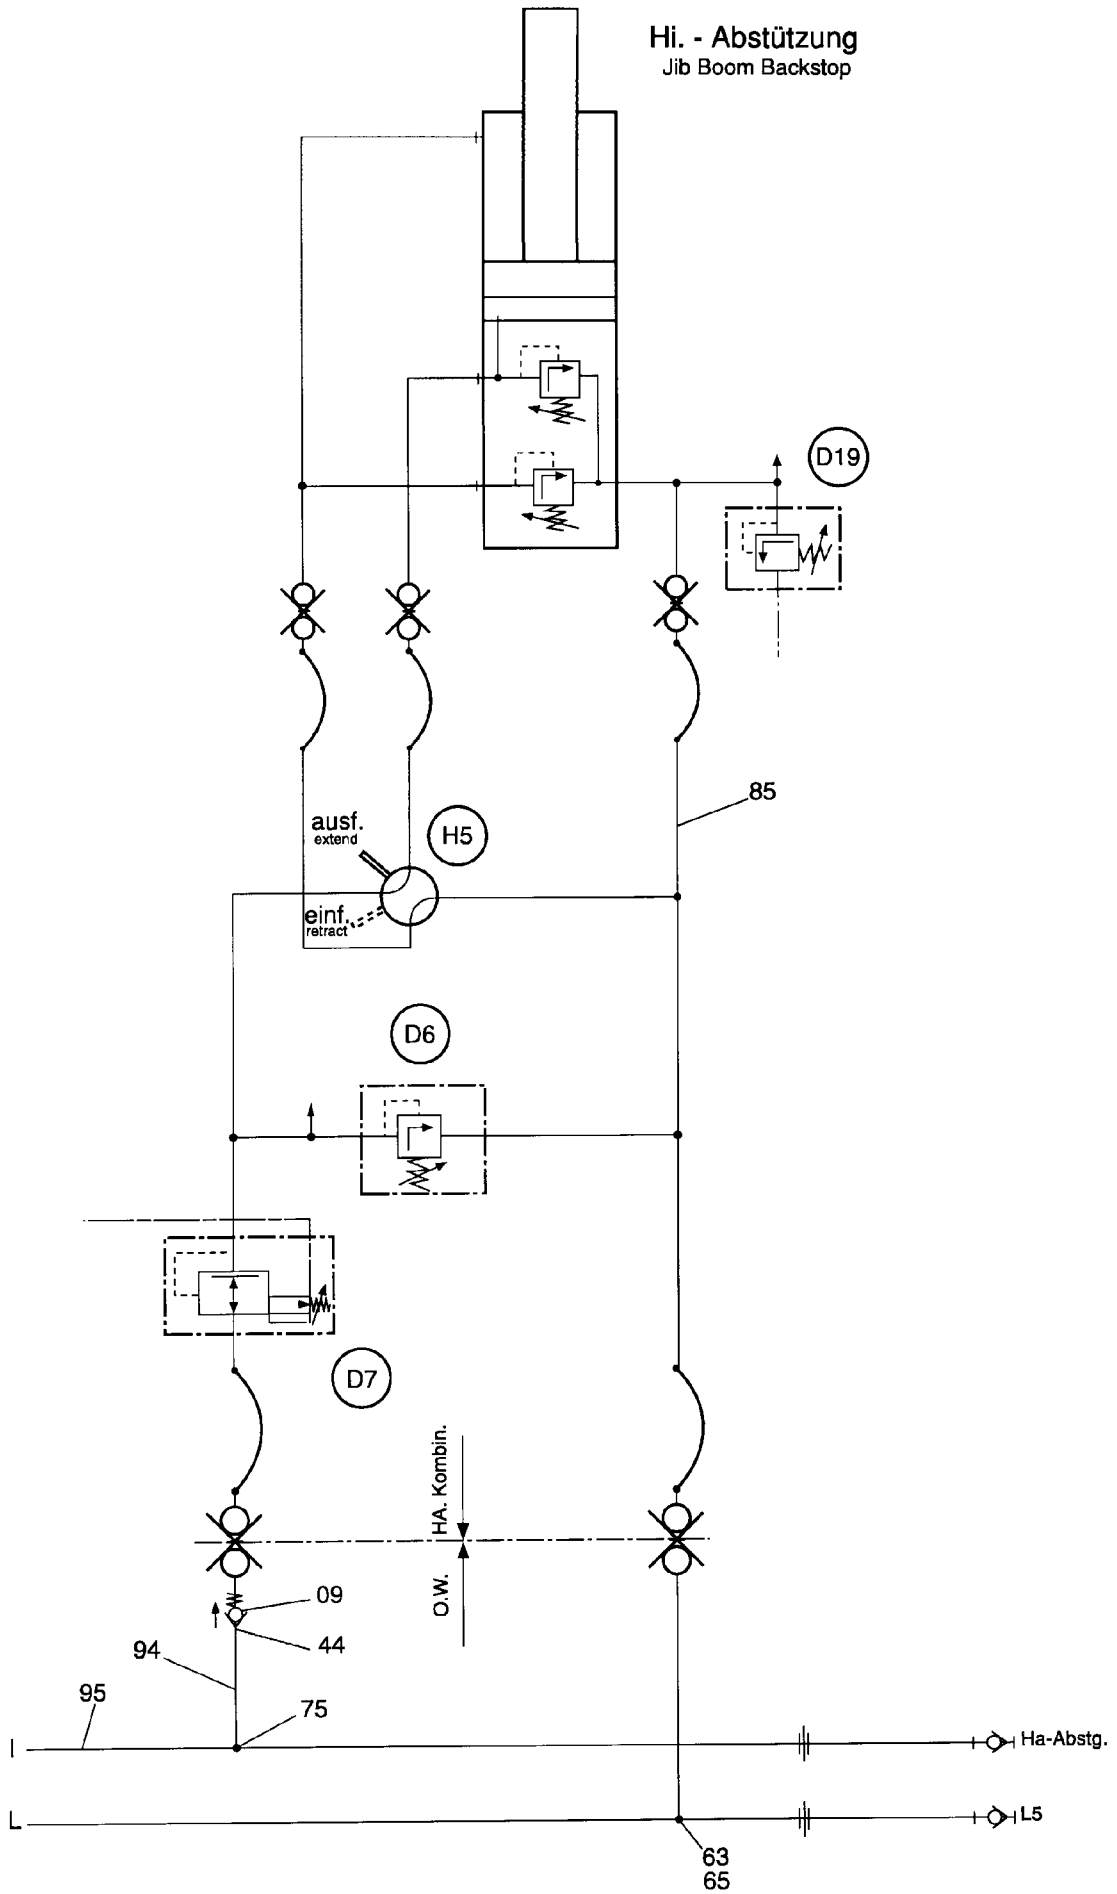 Hi. - Abstützung
Jib Boom Backstop
D19
85
ausf.
extend
H5
einf.
retract
D6
D7
HA. Kombin.
O.W.
09
44
94
95
75
I
Ha-Abstg.
L
L5
63
65